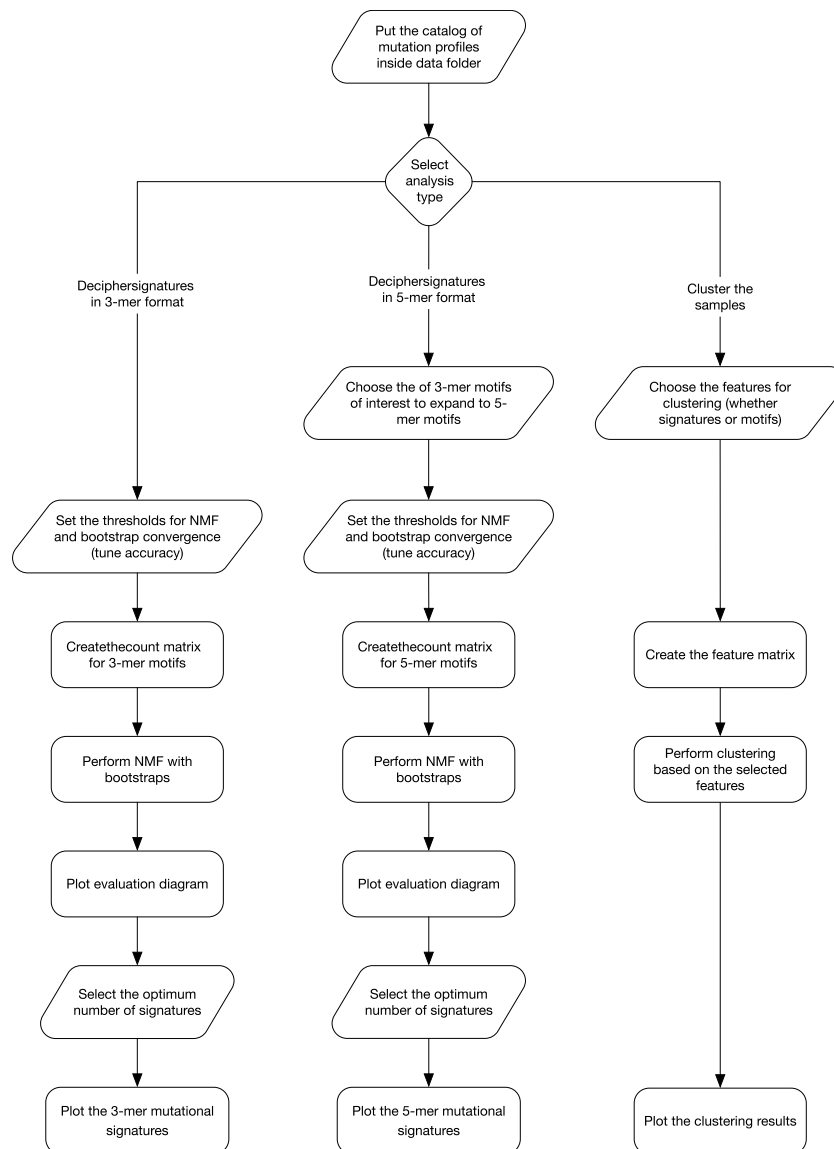 Put the catalog of
mutation profiles
inside data folder
Select
analysis
type
Deciphersignatures
in 3-mer format
Deciphersignatures
in 5-mer format
Cluster the
samples
Choose the of 3-mer motifs
of interest to expand to 5-
mer motifs
Choose the features for
clustering (whether
signatures or motifs)
Set the thresholds for NMF
and bootstrap convergence
(tune accuracy)
Set the thresholds for NMF
and bootstrap convergence
(tune accuracy)
Createthecount matrix
for 3-mer motifs
Createthecount matrix
for 5-mer motifs
Create the feature matrix
Perform NMF with
bootstraps
Perform NMF with
bootstraps
Perform clustering
based on the selected
features
Plot evaluation diagram
Plot evaluation diagram
Select the optimum
number of signatures
Select the optimum
number of signatures
Plot the 3-mer mutational
signatures
Plot the 5-mer mutational
signatures
Plot the clustering results